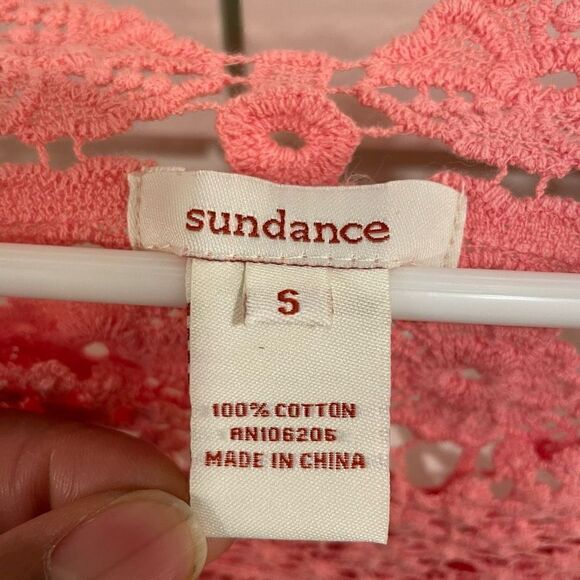 sundance
S
100% COTTON
RN106205
MADE IN CHINA